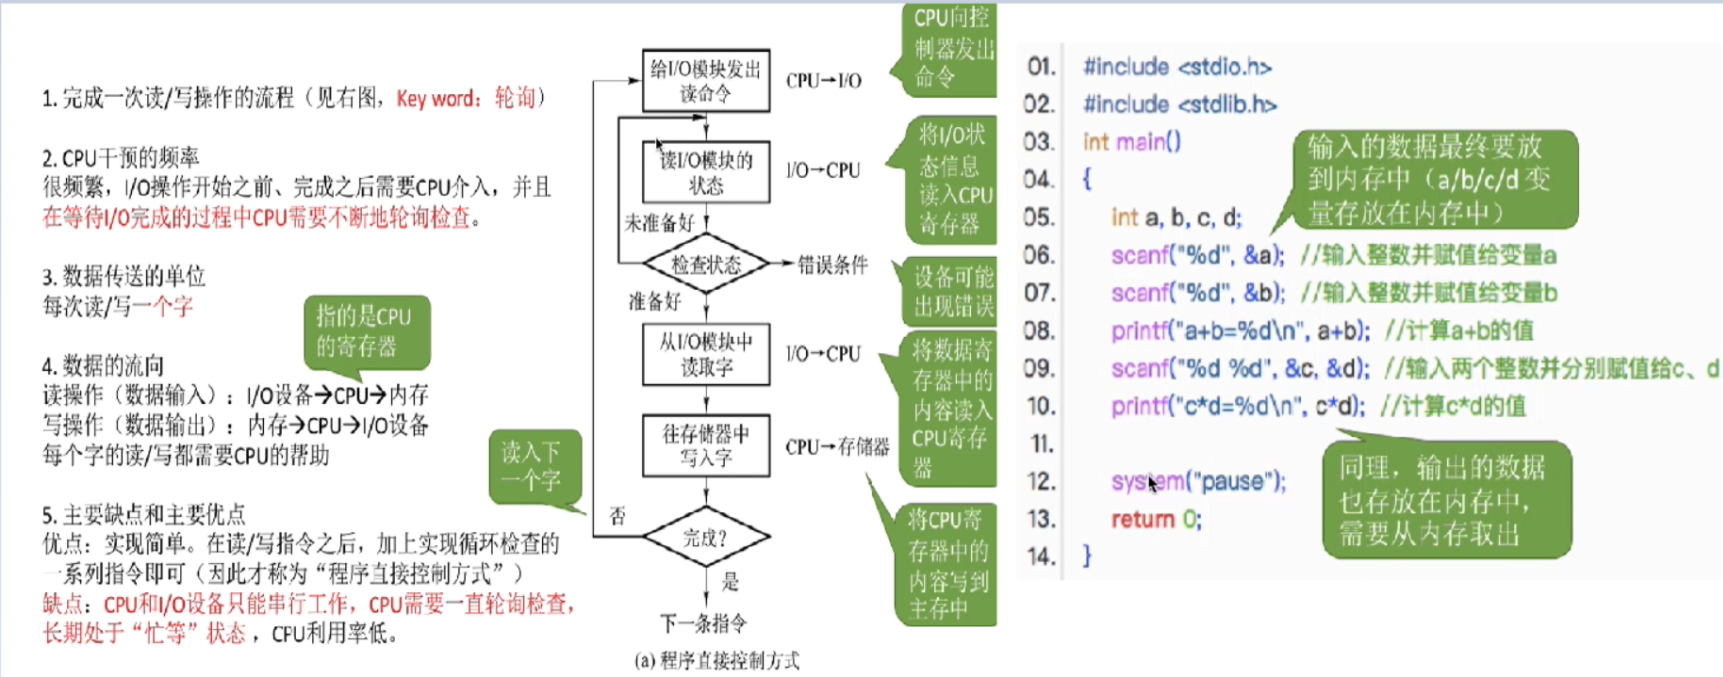 1. 完成一次读/写操作的流程（见右图，Key word：轮询）
2. CPU干预的频率
很频繁，I/O操作开始之前、完成之后需要CPU介入，并且
在等待I/O完成的过程中CPU需要不断地轮询检查。
3. 数据传送的单位
每次读/写一个字
指的是CPU
的寄存器
4. 数据的流向
读操作（数据输入）：I/O设备→CPU→内存
写操作（数据输出）：内存→CPU→I/O设备
每个字的读/写都需要CPU的帮助
5. 主要缺点和主要优点
优点：实现简单。在读/写指令之后，加上实现循环检查的
一系列指令即可（因此才称为“程序直接控制方式”）
缺点：CPU和I/O设备只能串行工作，CPU需要一直轮询检查，
长期处于“忙等”状态，CPU利用率低。
给I/O模块发出
读命令
CPU→I/O
CPU向控
制器发出
命令
读I/O模块的
状态
I/O→CPU
将I/O状
态信息
读入CPU
寄存器
未准备好
检查状态
错误条件
设备可能
出现错误
准备好
从I/O模块中
读取字
I/O→CPU
将数据寄
存器中的
内容读入
CPU寄存
器
往存储器中
写入字
CPU→存储器
将CPU寄
存器中的
内容写到
主存中
读入下
一个字
否
完成？
是
下一条指令
(a) 程序直接控制方式
01. #include <stdio.h>
02. #include <stdlib.h>
03. int main()
04. {
05. int a, b, c, d;
06. scanf("%d", &a); //输入整数并赋值给变量a
07. scanf("%d", &b); //输入整数并赋值给变量b
08. printf("a+b=%d\n", a+b); //计算a+b的值
09. scanf("%d %d", &c, &d); //输入两个整数并分别赋值给c、d
10. printf("c*d=%d\n", c*d); //计算c*d的值
11.
12. system("pause");
13. return 0;
14. }
输入的数据最终要放
到内存中（a/b/c/d 变
量存放在内存中）
同理，输出的数据
也存放在内存中，
需要从内存取出